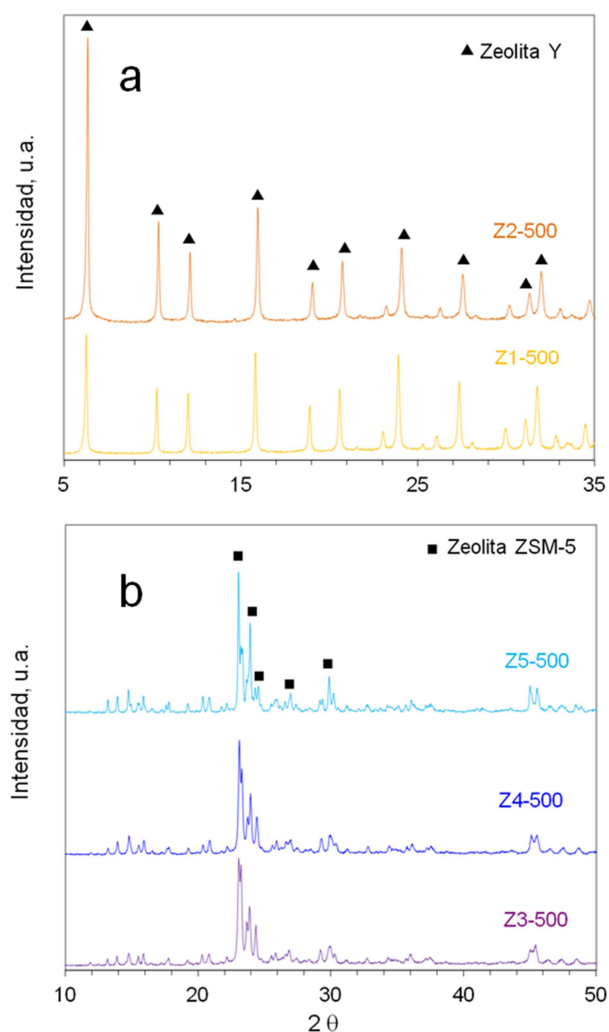 a
▲ Zeolita Y
Intensidad, u.a.
Z2-500
Z1-500
5 15 25 35
b
■ Zeolita ZSM-5
Intensidad, u.a.
Z5-500
Z4-500
Z3-500
10 20 30 40 50
2 θ